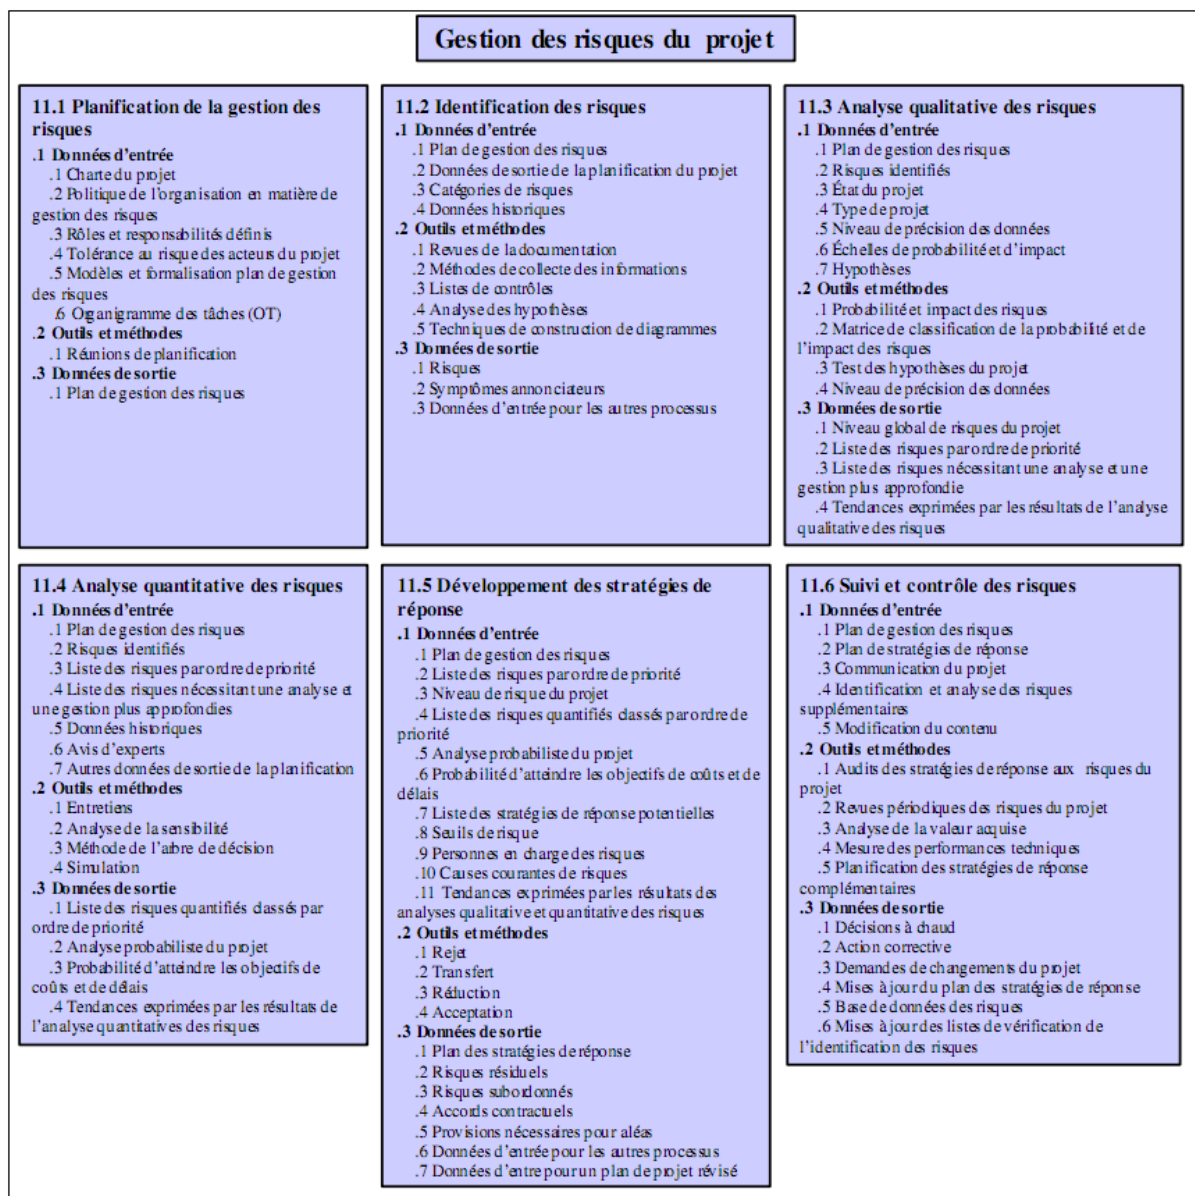 Gestion des risques du projet
11.1 Planification de la gestion des
risques
.1 Données d'entrée
.1 Charte du projet
.2 Politique de l'organisation en matière de
gestion des risques
.3 Rôles et responsabilités définis
.4 Tolérance au risque des acteurs du projet
.5 Modèles et formalisation plan de gestion
des risques
.6 Organigramme des tâches (OT)
.2 Outils et méthodes
.1 Réunions de planification
.3 Données de sortie
.1 Plan de gestion des risques
11.2 Identification des risques
.1 Données d'entrée
.1 Plan de gestion des risques
.2 Données de sortie de la planification du projet
.3 Catégories de risques
.4 Données historiques
.2 Outils et méthodes
.1 Revues de la documentation
.2 Méthodes de collecte des informations
.3 Listes de contrôles
.4 Analyse des hypothèses
.5 Techniques de construction de diagrammes
.3 Données de sortie
.1 Risques
.2 Symptômes annonciateurs
.3 Données d'entrée pour les autres processus
11.3 Analyse qualitative des risques
.1 Données d'entrée
.1 Plan de gestion des risques
.2 Risques identifiés
.3 État du projet
.4 Type de projet
.5 Niveau de précision des données
.6 Échelles de probabilité et d'impact
.7 Hypothèses
.2 Outils et méthodes
.1 Probabilité et impact des risques
.2 Matrice de classification de la probabilité et de
l'impact des risques
.3 Test des hypothèses du projet
.4 Niveau de précision des données
.3 Données de sortie
.1 Niveau global de risques du projet
.2 Liste des risques par ordre de priorité
.3 Liste des risques nécessitant une analyse et une
gestion plus approfondie
.4 Tendances exprimées par les résultats de l'analyse
qualitative des risques
11.4 Analyse quantitative des risques
.1 Données d'entrée
.1 Plan de gestion des risques
.2 Risques identifiés
.3 Liste des risques par ordre de priorité
.4 Liste des risques nécessitant une analyse et
une gestion plus approfondies
.5 Données historiques
.6 Avis d'experts
.7 Autres données de sortie de la planification
.2 Outils et méthodes
.1 Entretiens
.2 Analyse de la sensibilité
.3 Méthode de l'arbre de décision
.4 Simulation
.3 Données de sortie
.1 Liste des risques quantifiés classés par
ordre de priorité
.2 Analyse probabiliste du projet
.3 Probabilité d'atteindre les objectifs de
coûts et de délais
.4 Tendances exprimées par les résultats de
l'analyse quantitatives des risques
11.5 Développement des stratégies de
réponse
.1 Données d'entrée
.1 Plan de gestion des risques
.2 Liste des risques par ordre de priorité
.3 Niveau de risque du projet
.4 Liste des risques quantifiés classés par ordre de
priorité
.5 Analyse probabiliste du projet
.6 Probabilité d'atteindre les objectifs de coûts et de
délais
.7 Liste des stratégies de réponse potentielles
.8 Seuils de risque
.9 Personnes en charge des risques
.10 Causes courantes de risques
.11 Tendances exprimées par les résultats des
analyses qualitative et quantitative des risques
.2 Outils et méthodes
.1 Rejet
.2 Transfert
.3 Réduction
.4 Acceptation
.3 Données de sortie
.1 Plan des stratégies de réponse
.2 Risques résiduels
.3 Risques subordonnés
.4 Accords contractuels
.5 Provisions nécessaires pour aléas
.6 Données d'entrée pour les autres processus
.7 Données d'entre pour un plan de projet révisé
11.6 Suivi et contrôle des risques
.1 Données d'entrée
.1 Plan de gestion des risques
.2 Plan de stratégies de réponse
.3 Communication du projet
.4 Identification et analyse des risques
supplémentaires
.5 Modification du contenu
.2 Outils et méthodes
.1 Audits des stratégies de réponse aux risques du
projet
.2 Revues périodiques des risques du projet
.3 Analyse de la valeur acquise
.4 Mesure des performances techniques
.5 Planification des stratégies de réponse
complémentaires
.3 Données de sortie
.1 Décisions à chaud
.2 Action corrective
.3 Demandes de changements du projet
.4 Mises à jour du plan des stratégies de réponse
.5 Base de données des risques
.6 Mises à jour des listes de vérification de
l'identification des risques